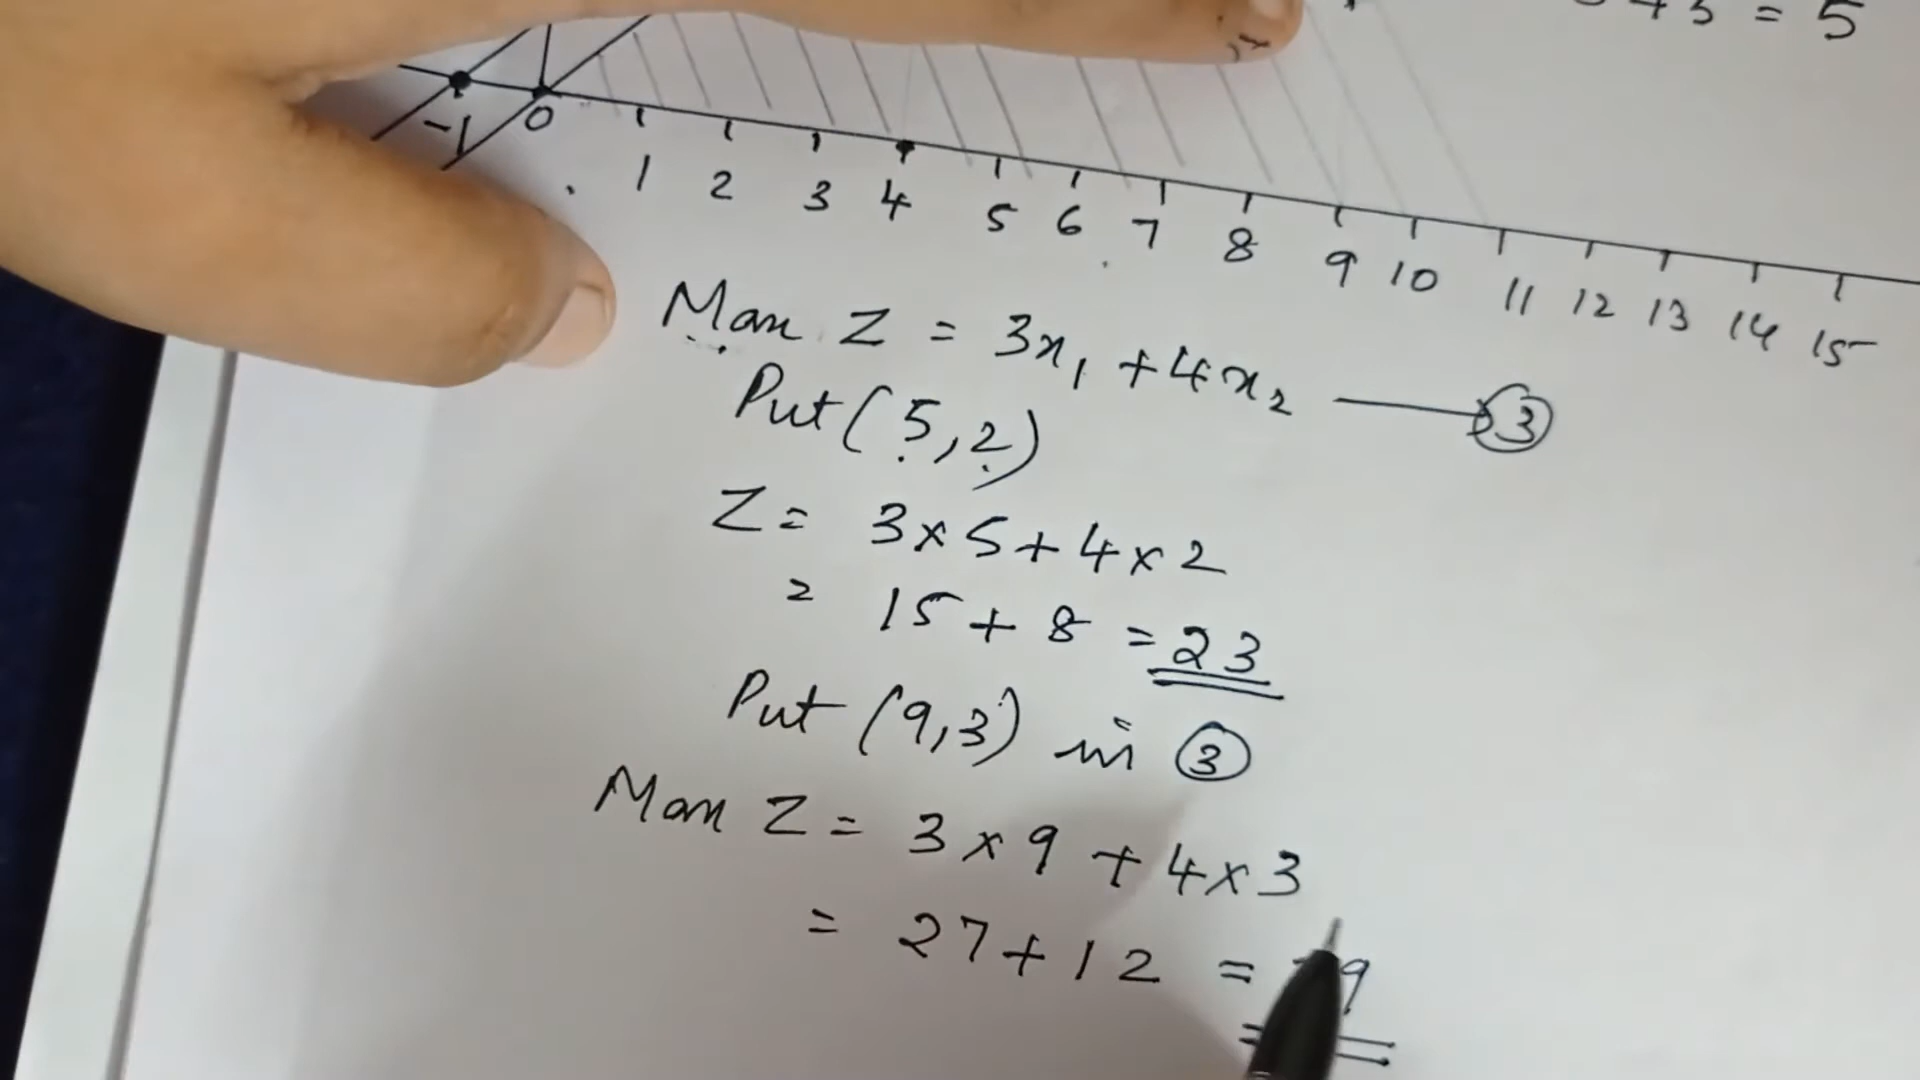 = 5
-1 0 1 2 3 4 5 6 7 8 9 10 11 12 13 14 15
Max Z = 3x₁ + 4x₂ → ③
Put (5,2)
Z = 3 × 5 + 4 × 2
= 15 + 8 = 23
Put (9,3) in ③
Max Z = 3 × 9 + 4 × 3
= 27 + 12 = 9